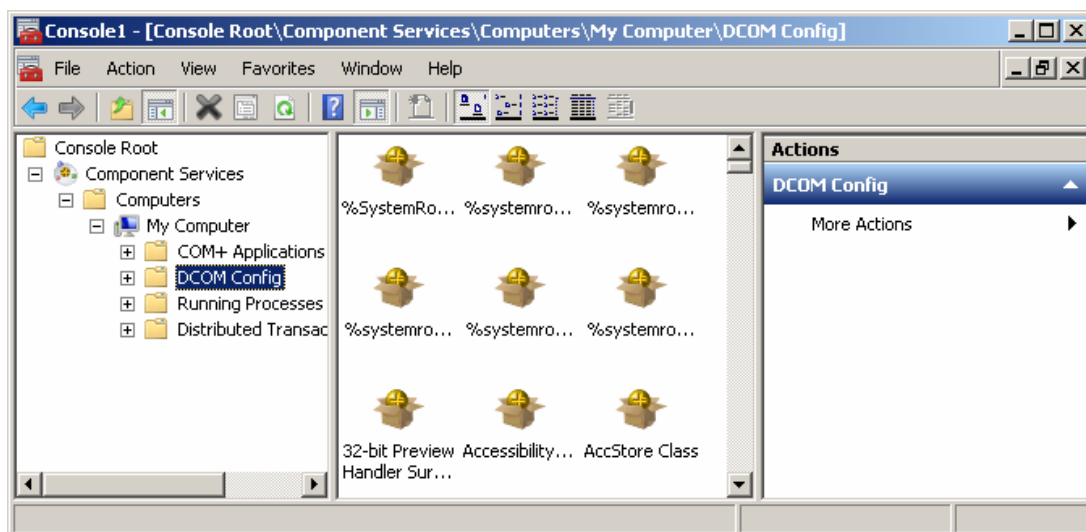 Console1 - [Console Root\Component Services\Computers\My Computer\DCOM Config]
File Action View Favorites Window Help
Console Root
Component Services
Computers
My Computer
COM+ Applications
DCOM Config
Running Processes
Distributed Transac
%SystemRo... %systemro... %systemro...
%systemro... %systemro... %systemro...
32-bit Preview Accessibility... AccStore Class
Handler Sur...
Actions
DCOM Config
More Actions